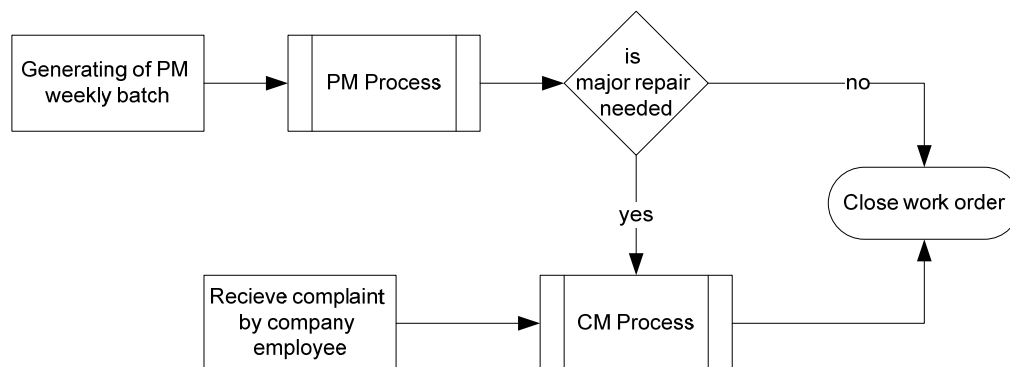 Generating of PM
weekly batch
PM Process
is
major repair
needed
no
Close work order
yes
Recieve complaint
by company
employee
CM Process